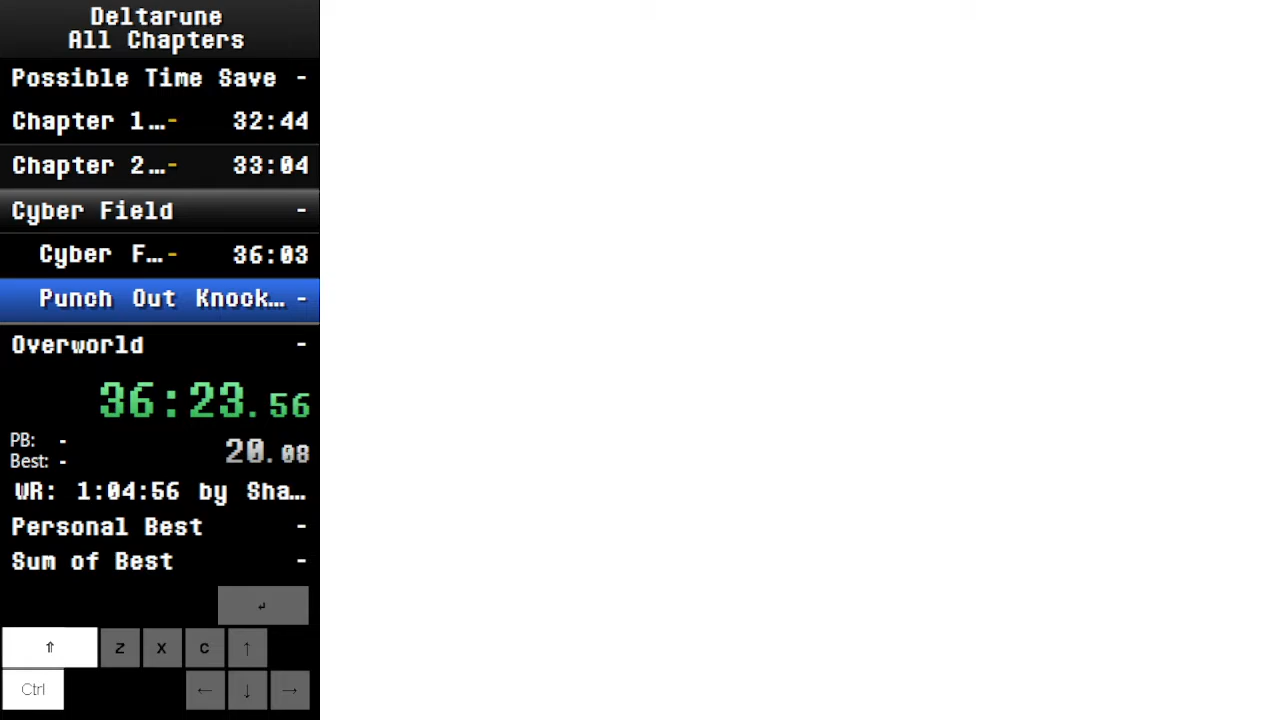 Deltarune
All Chapters
Possible Time Save -
Chapter 1…- 32:44
Chapter 2…- 33:04
Cyber Field -
Cyber F…- 36:03
Punch Out Knock… -
Overworld -
36:23.56
PB: -
20.08
Best: -
WR: 1:04:56 by Sha…
Personal Best -
Sum of Best -
↵
⇑ Z X C ↑
Ctrl ← ↓ →